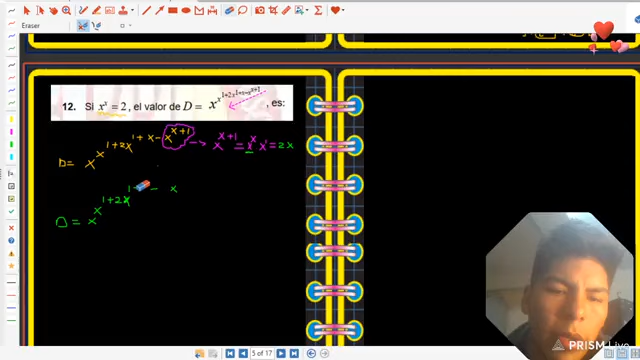 Eraser
12. Si x^x = 2, el valor de D = x^{x^{1+2x^{1+x-x^{x+1}}}}, es:
D = x^{x^{1+2x^{1+x-x^{x+1}}}} → x^{x+1} = x^x x^1 = 2x
D = x^{x^{1+2x^{1 - x}}}
5 of 17
PRISM Live